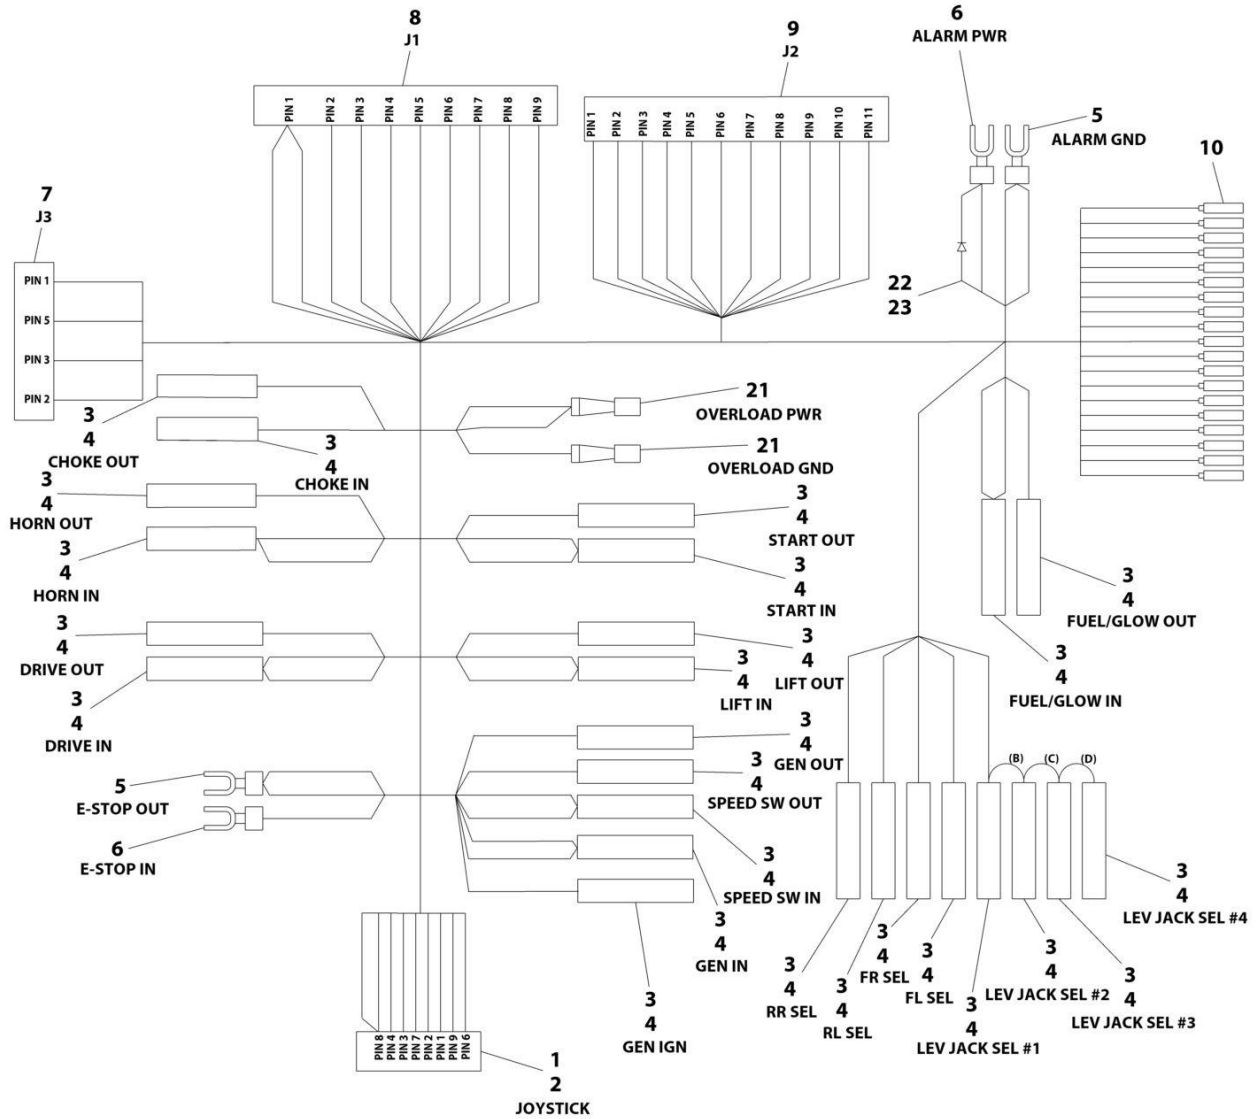 8
J1
PIN 1
PIN 2
PIN 3
PIN 4
PIN 5
PIN 6
PIN 7
PIN 8
PIN 9
9
J2
PIN 1
PIN 2
PIN 3
PIN 4
PIN 5
PIN 6
PIN 7
PIN 8
PIN 9
PIN 10
PIN 11
6
ALARM PWR
5
ALARM GND
10
7
J3
PIN 1
PIN 5
PIN 3
PIN 2
22
23
3
4
CHOKE OUT
3
4
CHOKE IN
21
OVERLOAD PWR
21
OVERLOAD GND
3
4
HORN OUT
3
4
HORN IN
3
4
START OUT
3
4
START IN
3
4
FUEL/GLOW OUT
3
4
FUEL/GLOW IN
3
4
DRIVE OUT
3
4
DRIVE IN
3
4
LIFT OUT
3
4
LIFT IN
5
E-STOP OUT
6
E-STOP IN
3
4
GEN OUT
3
4
SPEED SW OUT
3
4
SPEED SW IN
3
4
GEN IN
3
4
GEN IGN
(B)
(C)
(D)
3
4
RR SEL
3
4
RL SEL
3
4
FR SEL
3
4
FL SEL
3
4
LEV JACK SEL #1
3
4
LEV JACK SEL #2
3
4
LEV JACK SEL #3
3
4
LEV JACK SEL #4
PIN 8
PIN 4
PIN 3
PIN 7
PIN 2
PIN 1
PIN 9
PIN 6
1
2
JOYSTICK